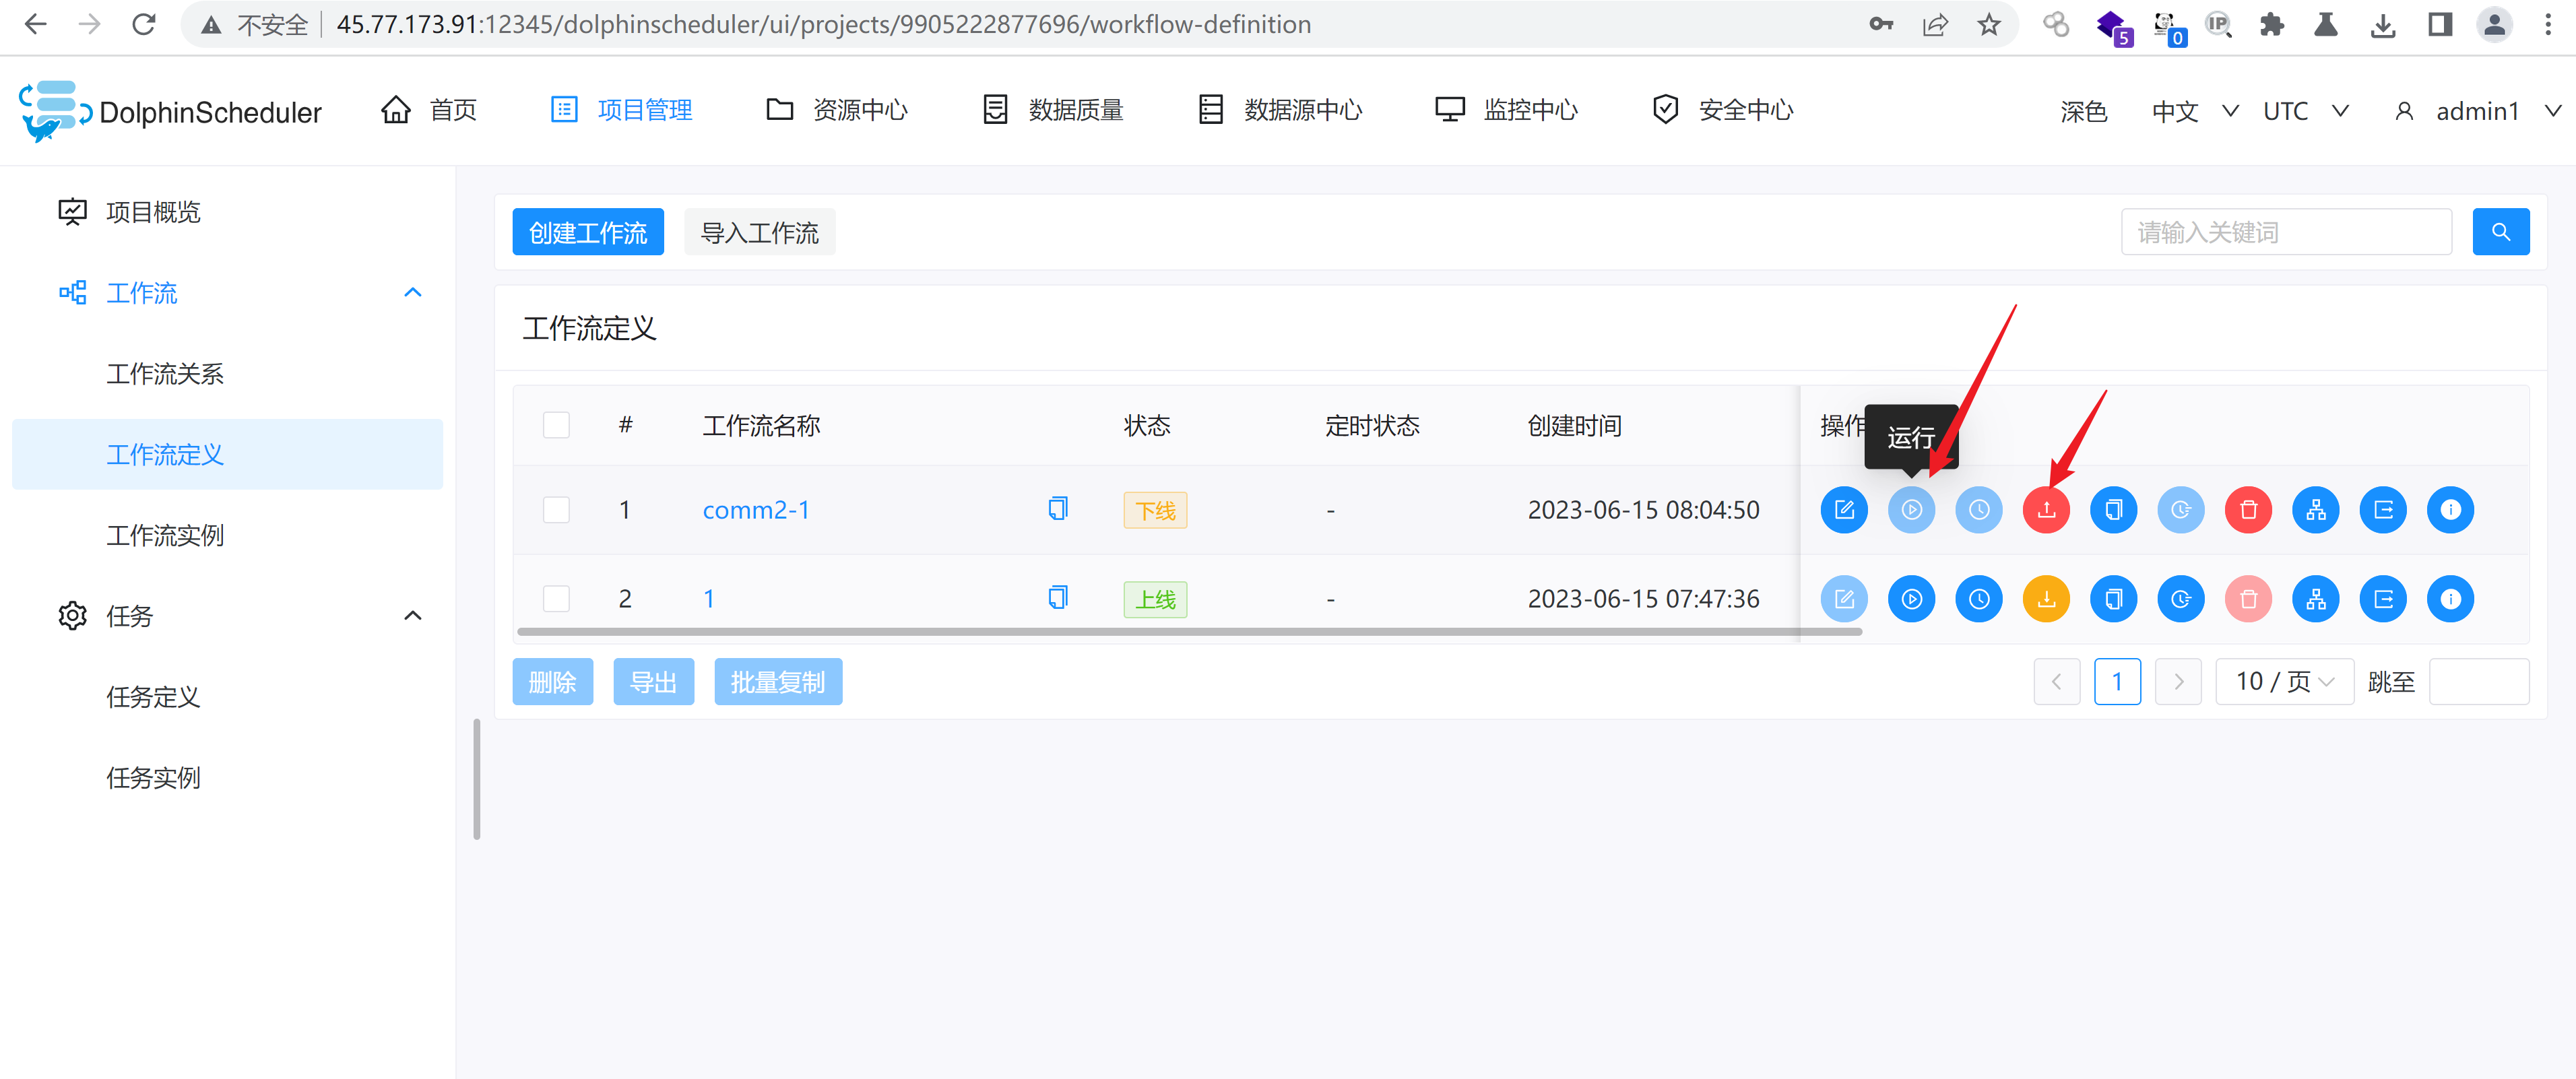 不安全 45.77.173.91:12345/dolphinscheduler/ui/projects/9905222877696/workflow-definition IP 5 0
DolphinScheduler 首页 项目管理 资源中心 数据质量 数据源中心 监控中心 安全中心 深色 中文 UTC admin1
项目概览
工作流
工作流关系
工作流定义
工作流实例
任务
任务定义
任务实例
创建工作流 导入工作流 请输入关键词
工作流定义
# 工作流名称 状态 定时状态 创建时间 操作
运行
1 comm2-1 下线 - 2023-06-15 08:04:50
2 1 上线 - 2023-06-15 07:47:36
删除 导出 批量复制 1 10 / 页 跳至